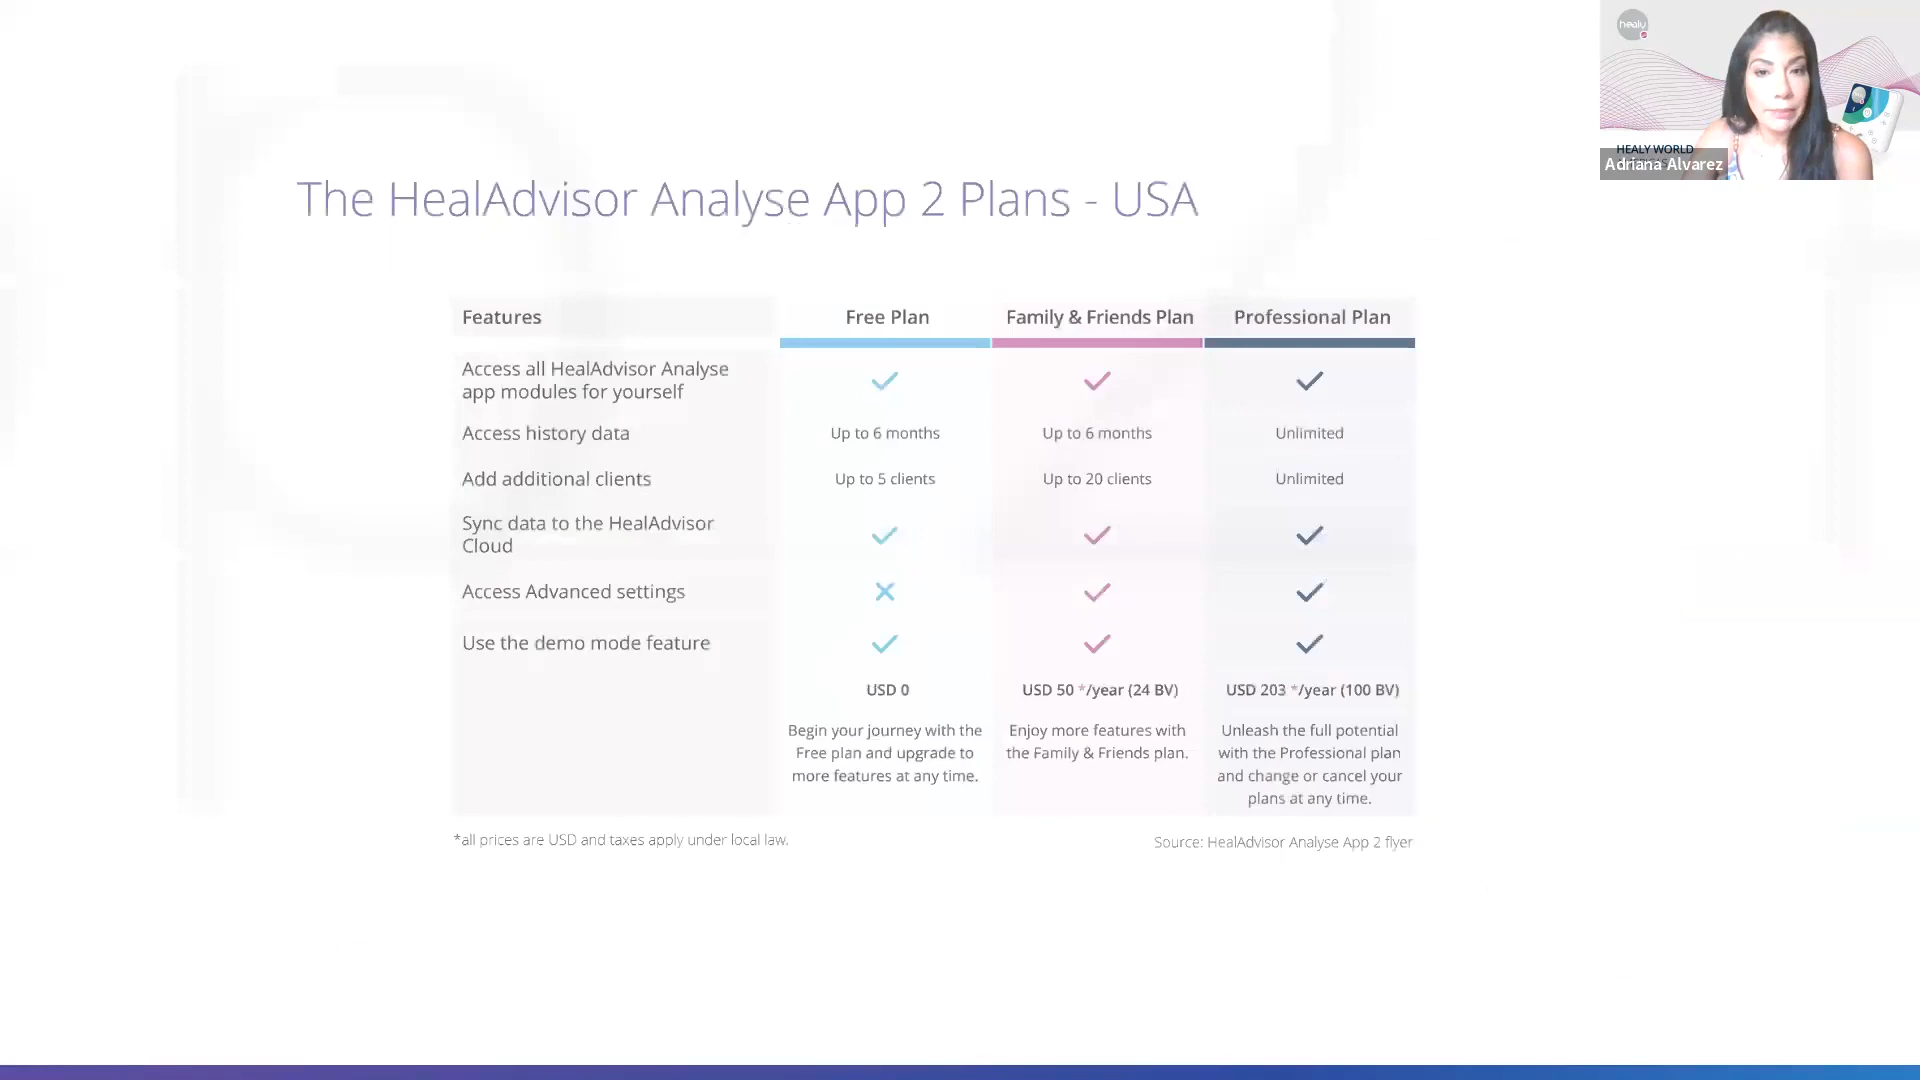 healy
HEALY WORLD
Adriana Alvarez
The HealAdvisor Analyse App 2 Plans - USA
Features Free Plan Family & Friends Plan Professional Plan
Access all HealAdvisor Analyse
app modules for yourself
Access history data Up to 6 months Up to 6 months Unlimited
Add additional clients Up to 5 clients Up to 20 clients Unlimited
Sync data to the HealAdvisor
Cloud
Access Advanced settings
Use the demo mode feature
USD 0 USD 50 */year (24 BV) USD 203 */year (100 BV)
Begin your journey with the Enjoy more features with Unleash the full potential
Free plan and upgrade to the Family & Friends plan. with the Professional plan
more features at any time. and change or cancel your
plans at any time.
*all prices are USD and taxes apply under local law. Source: HealAdvisor Analyse App 2 flyer